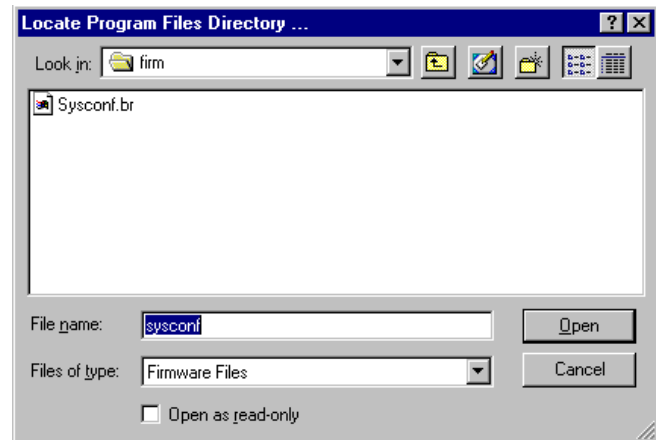 Locate Program Files Directory ...
Look in: firm
Sysconf.br
File name: sysconf Open
Files of type: Firmware Files Cancel
Open as read-only